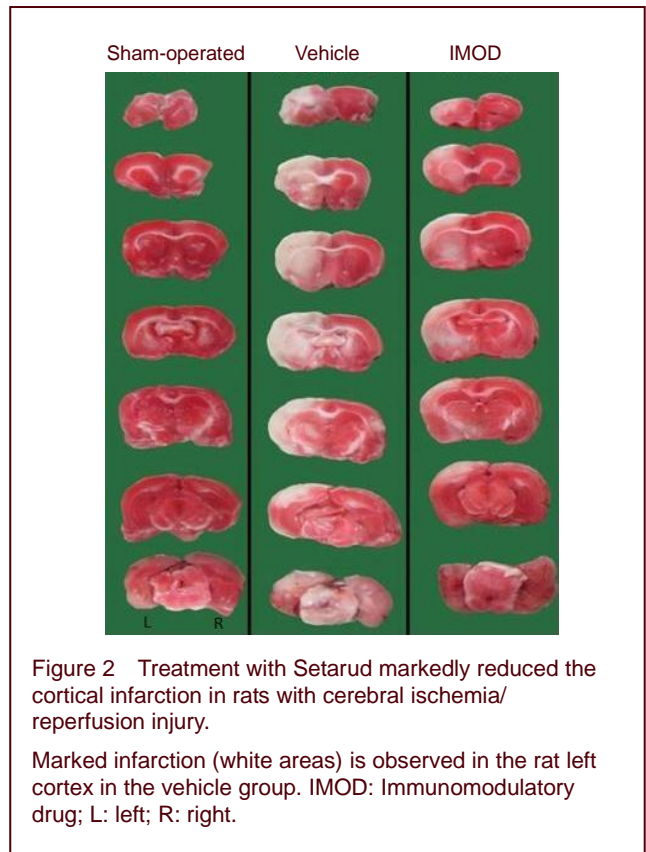 Sham-operated Vehicle IMOD
L R
Figure 2 Treatment with Setarud markedly reduced the
cortical infarction in rats with cerebral ischemia/
reperfusion injury.
Marked infarction (white areas) is observed in the rat left
cortex in the vehicle group. IMOD: Immunomodulatory
drug; L: left; R: right.